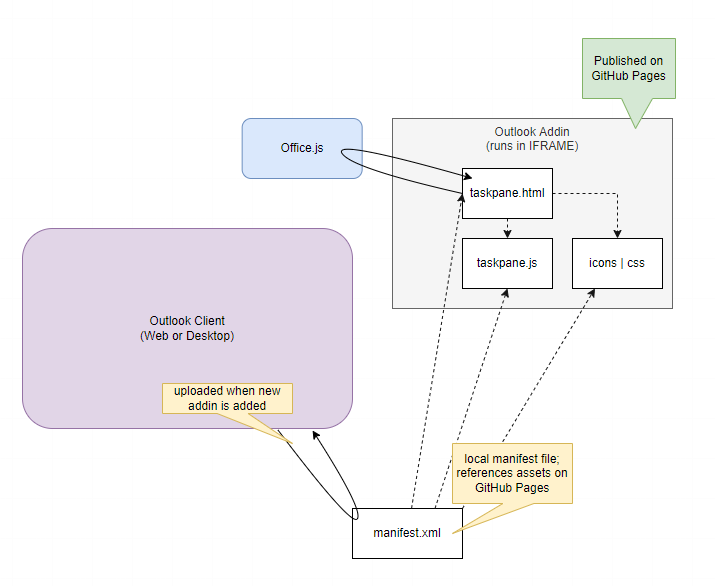 Published on
GitHub Pages
Outlook Addin
(runs in IFRAME)
Office.js
taskpane.html
taskpane.js
icons | css
Outlook Client
(Web or Desktop)
uploaded when new
addin is added
local manifest file;
references assets on
GitHub Pages
manifest.xml